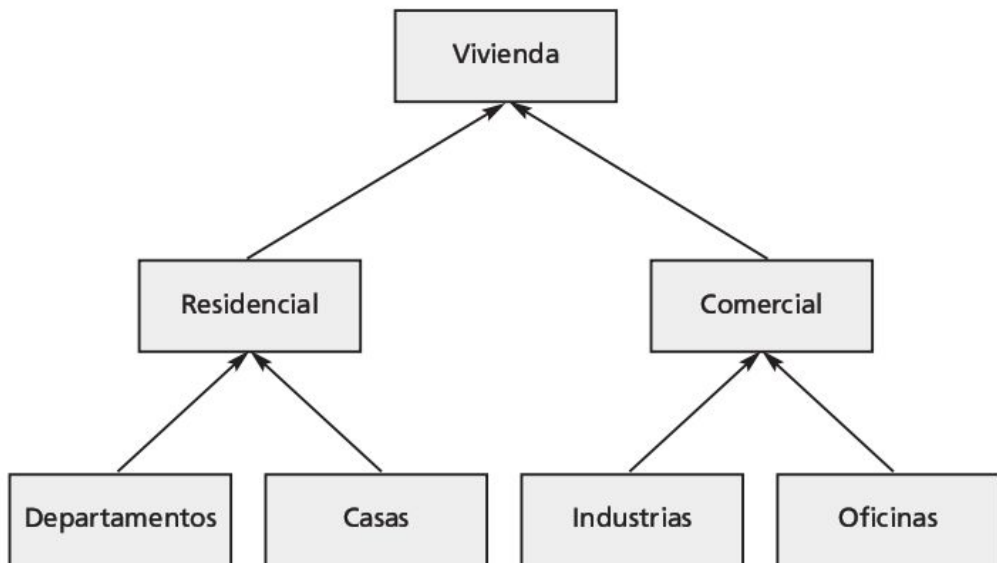 Vivienda
Residencial
Comercial
Departamentos
Casas
Industrias
Oficinas